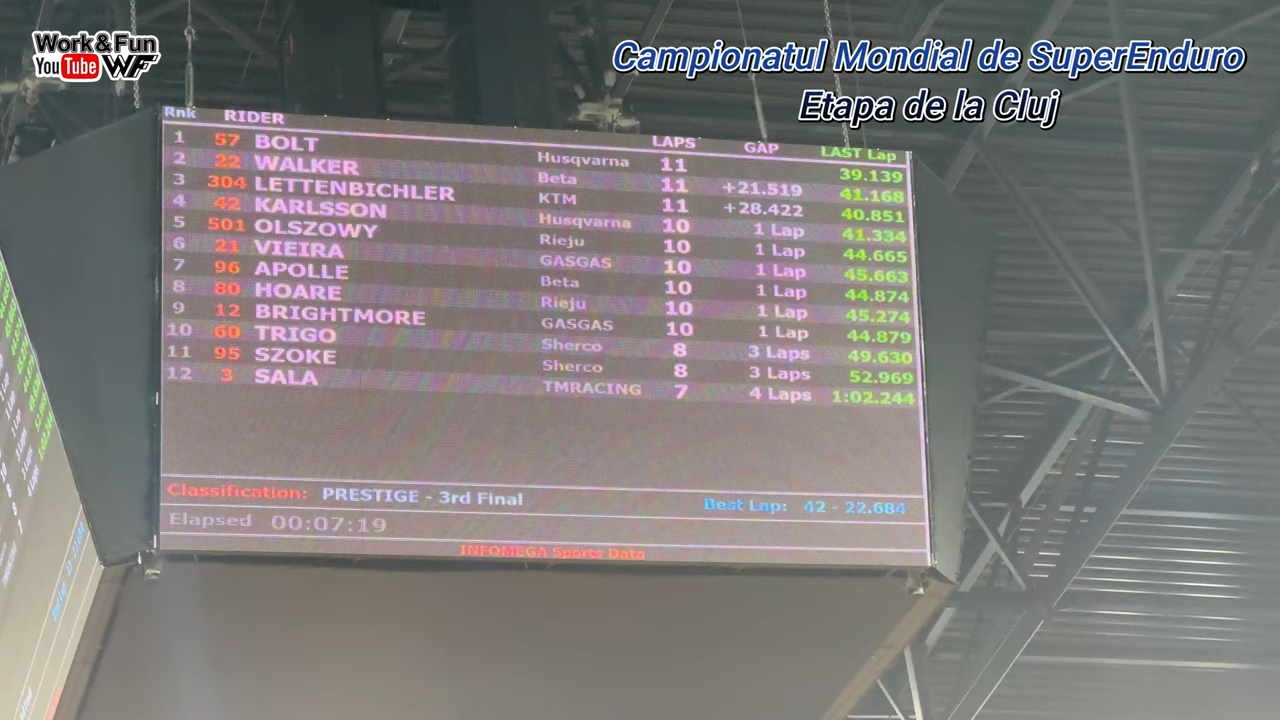 Work&Fun
YouTube WF
Campionatul Mondial de SuperEnduro
Etapa de la Cluj
Rnk RIDER LAPS GAP LAST Lap
1 57 BOLT Husqvarna 11 39.139
2 22 WALKER Beta 11 +21.519 41.168
3 304 LETTENBICHLER KTM 11 +28.422 40.851
4 42 KARLSSON Husqvarna 10 1 Lap 41.334
5 501 OLSZOWY Rieju 10 1 Lap 44.665
6 21 VIEIRA GASGAS 10 1 Lap 45.663
7 96 APOLLE Beta 10 1 Lap 44.874
8 80 HOARE Rieju 10 1 Lap 45.274
9 12 BRIGHTMORE GASGAS 10 1 Lap 44.879
10 60 TRIGO Sherco 8 3 Laps 49.630
11 95 SZOKE Sherco 8 3 Laps 52.969
12 3 SALA TMRACING 7 4 Laps 1:02.244
Classification: PRESTIGE - 3rd Final Best Lap: 42 - 22.684
Elapsed 00:07:19
INFOMEGA Sports Data